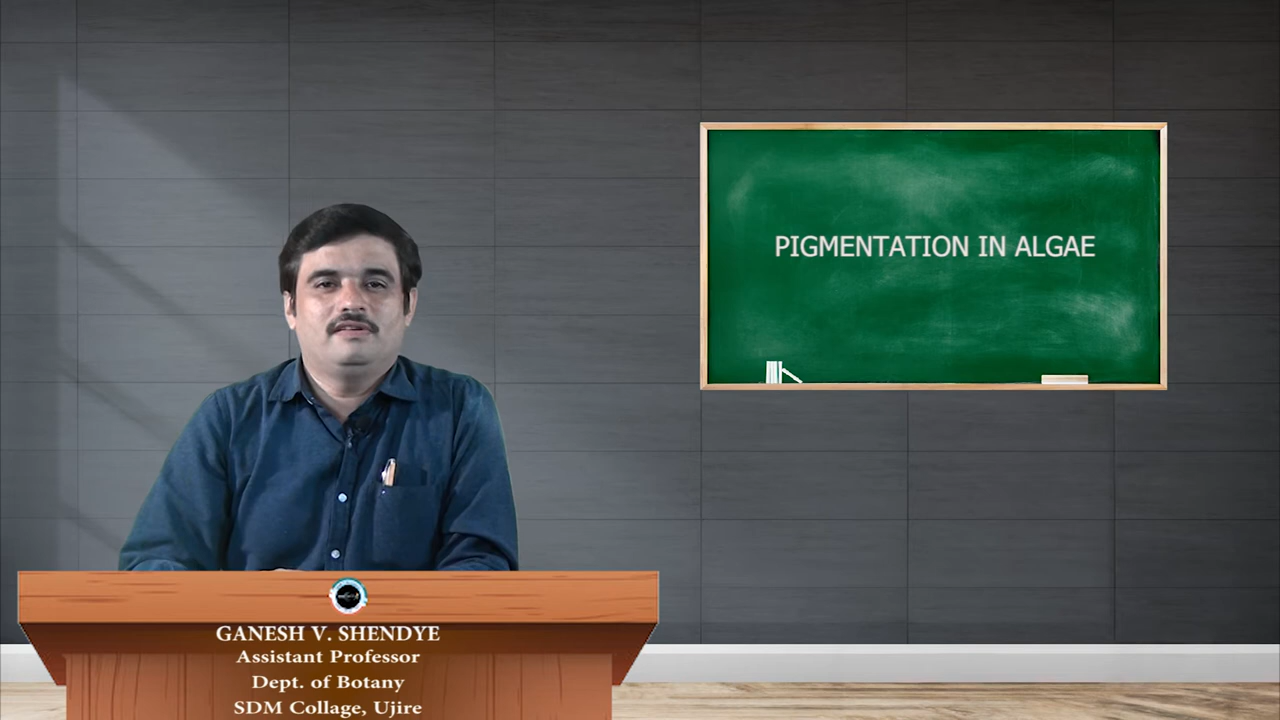 PIGMENTATION IN ALGAE
GANESH V. SHENDYE
Assistant Professor
Dept. of Botany
SDM Collage, Ujire